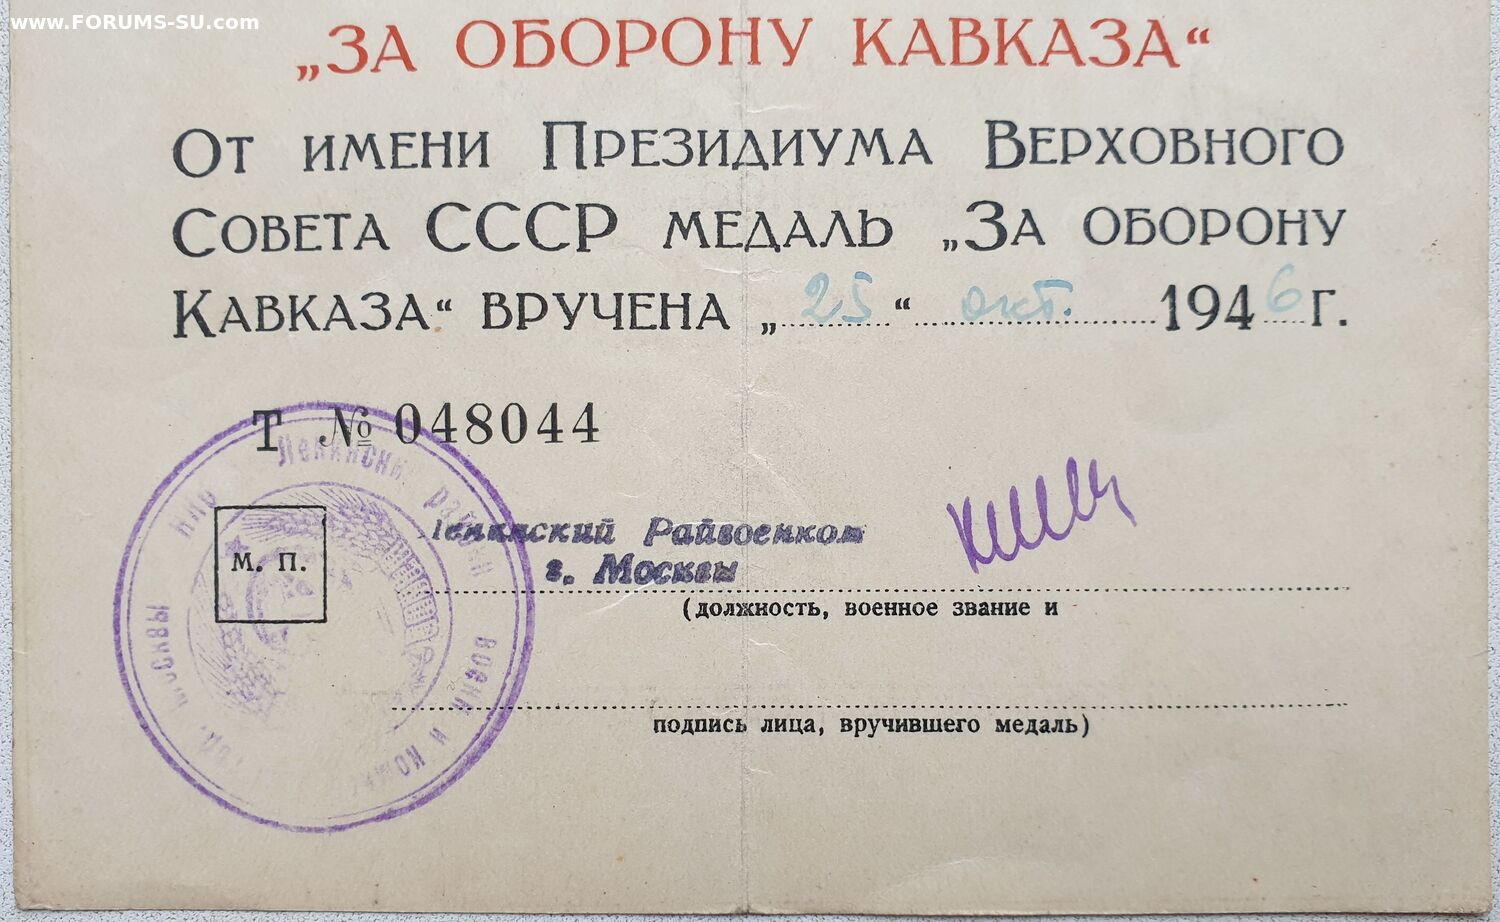 www.FORUMS-SU.com
„ЗА ОБОРОНУ КАВКАЗА“
От имени Президиума Верховного
Совета СССР медаль „За оборону
Кавказа“ вручена „25“ окт. 1946 г.
Т № 048044
м. п.
Ленинский Райвоенком
г. Москвы
(должность, военное звание и
подпись лица, вручившего медаль)